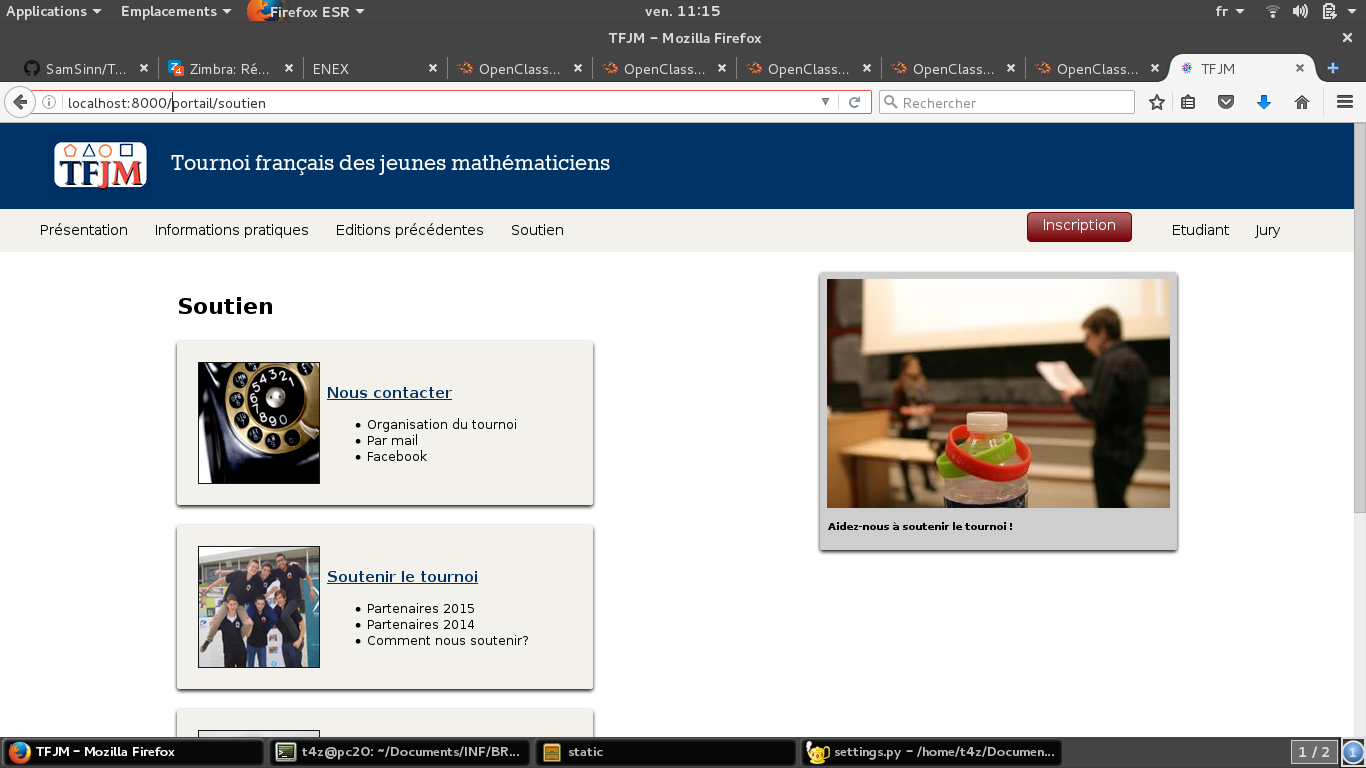 Applications Emplacements Firefox ESR ven. 11:15 fr
TFJM – Mozilla Firefox
SamSinn/T... Zimbra: Ré... ENEX OpenClass... OpenClass... OpenClass... OpenClass... OpenClass... TFJM
localhost:8000/portail/soutien Rechercher
TFJM Tournoi français des jeunes mathématiciens
Présentation Informations pratiques Editions précédentes Soutien Inscription Etudiant Jury
Soutien
Nous contacter
• Organisation du tournoi
• Par mail
• Facebook
Aidez-nous à soutenir le tournoi !
Soutenir le tournoi
• Partenaires 2015
• Partenaires 2014
• Comment nous soutenir?
TFJM – Mozilla Firefox t4z@pc20: ~/Documents/INF/BR... static settings.py – /home/t4z/Documen... 1 / 2 1